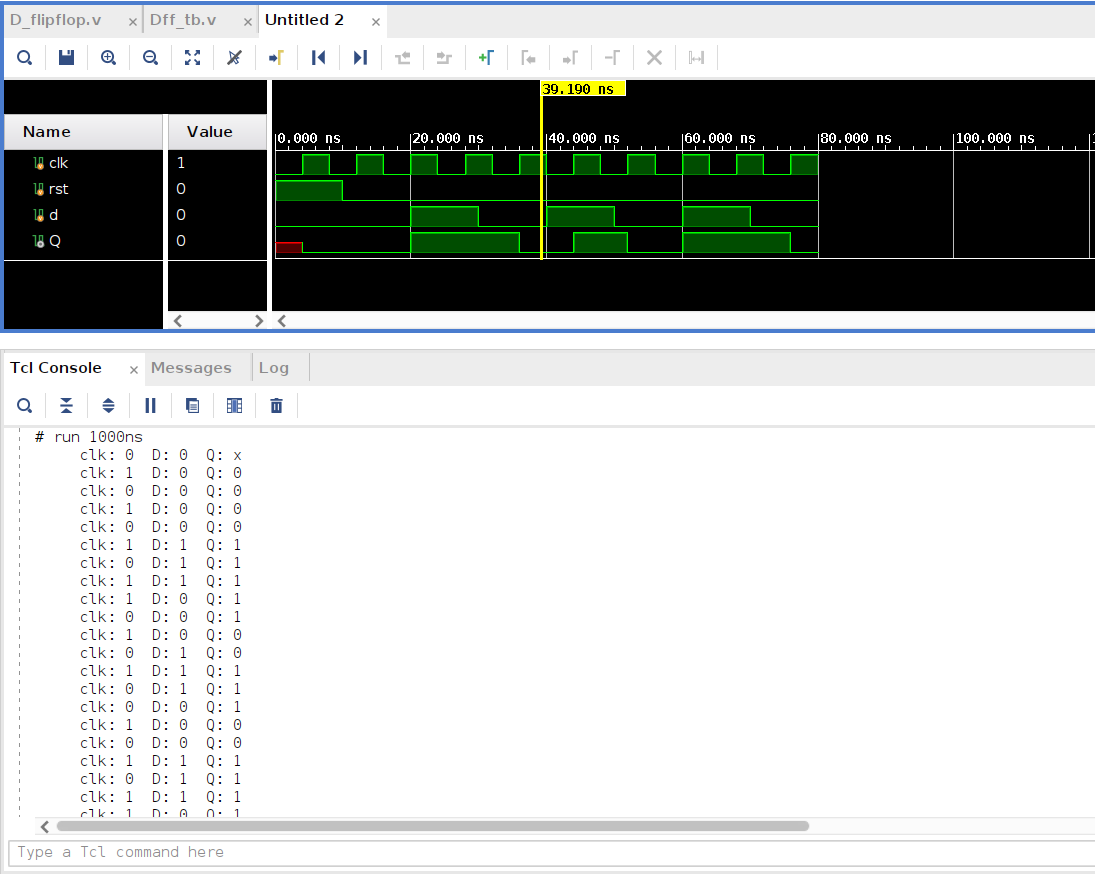 D_flipflop.v × Dff_tb.v × Untitled 2 ×
39.190 ns
Name Value 0.000 ns 20.000 ns 40.000 ns 60.000 ns 80.000 ns 100.000 ns
clk 1
rst 0
d 0
Q 0
Tcl Console × Messages Log
# run 1000ns
clk: 0 D: 0 Q: x
clk: 1 D: 0 Q: 0
clk: 0 D: 0 Q: 0
clk: 1 D: 0 Q: 0
clk: 0 D: 0 Q: 0
clk: 1 D: 1 Q: 1
clk: 0 D: 1 Q: 1
clk: 1 D: 1 Q: 1
clk: 1 D: 0 Q: 1
clk: 0 D: 0 Q: 1
clk: 1 D: 0 Q: 0
clk: 0 D: 1 Q: 0
clk: 1 D: 1 Q: 1
clk: 0 D: 1 Q: 1
clk: 0 D: 0 Q: 1
clk: 1 D: 0 Q: 0
clk: 0 D: 0 Q: 0
clk: 1 D: 1 Q: 1
clk: 0 D: 1 Q: 1
clk: 1 D: 1 Q: 1
clk: 1 D: 0 Q: 1
Type a Tcl command here